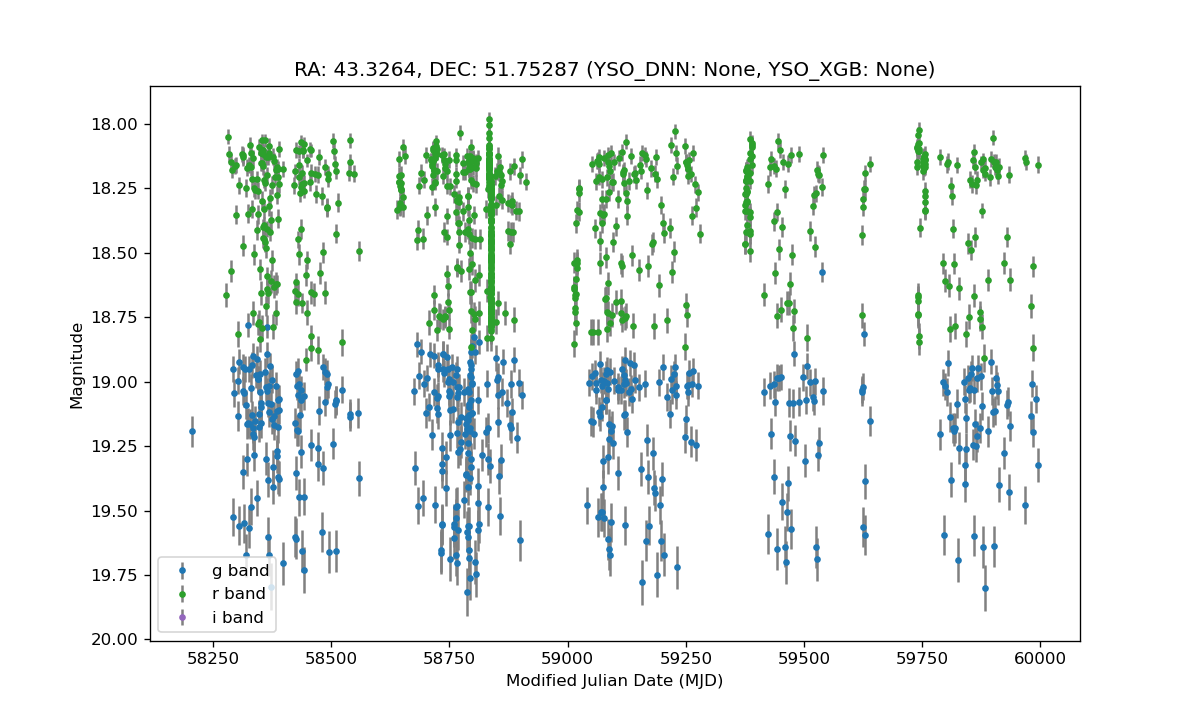 RA: 43.3264, DEC: 51.75287 (YSO_DNN: None, YSO_XGB: None)
18.00
18.25
18.50
18.75
19.00
19.25
19.50
19.75
20.00
Magnitude
g band
r band
i band
58250 58500 58750 59000 59250 59500 59750 60000
Modified Julian Date (MJD)